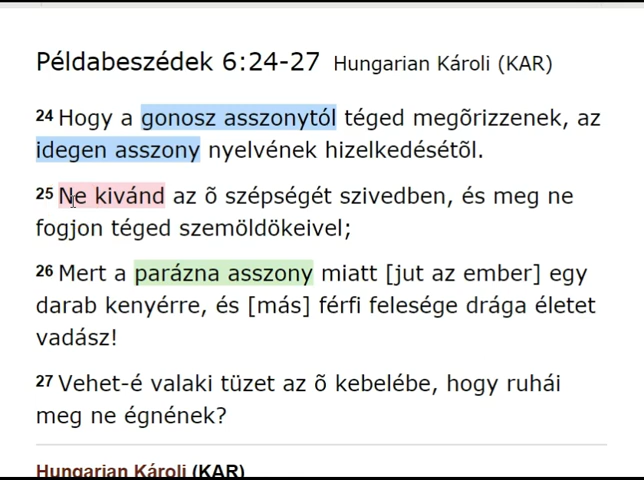 Példabeszédek 6:24-27 Hungarian Károli (KAR)
24 Hogy a gonosz asszonytól téged megõrizzenek, az
idegen asszony nyelvének hizelkedésétõl.
25 Ne kivánd az õ szépségét szivedben, és meg ne
fogjon téged szemöldökeivel;
26 Mert a parázna asszony miatt [jut az ember] egy
darab kenyérre, és [más] férfi felesége drága életet
vadász!
27 Vehet-é valaki tüzet az õ kebelébe, hogy ruhái
meg ne égnének?
Hungarian Károli (KAR)